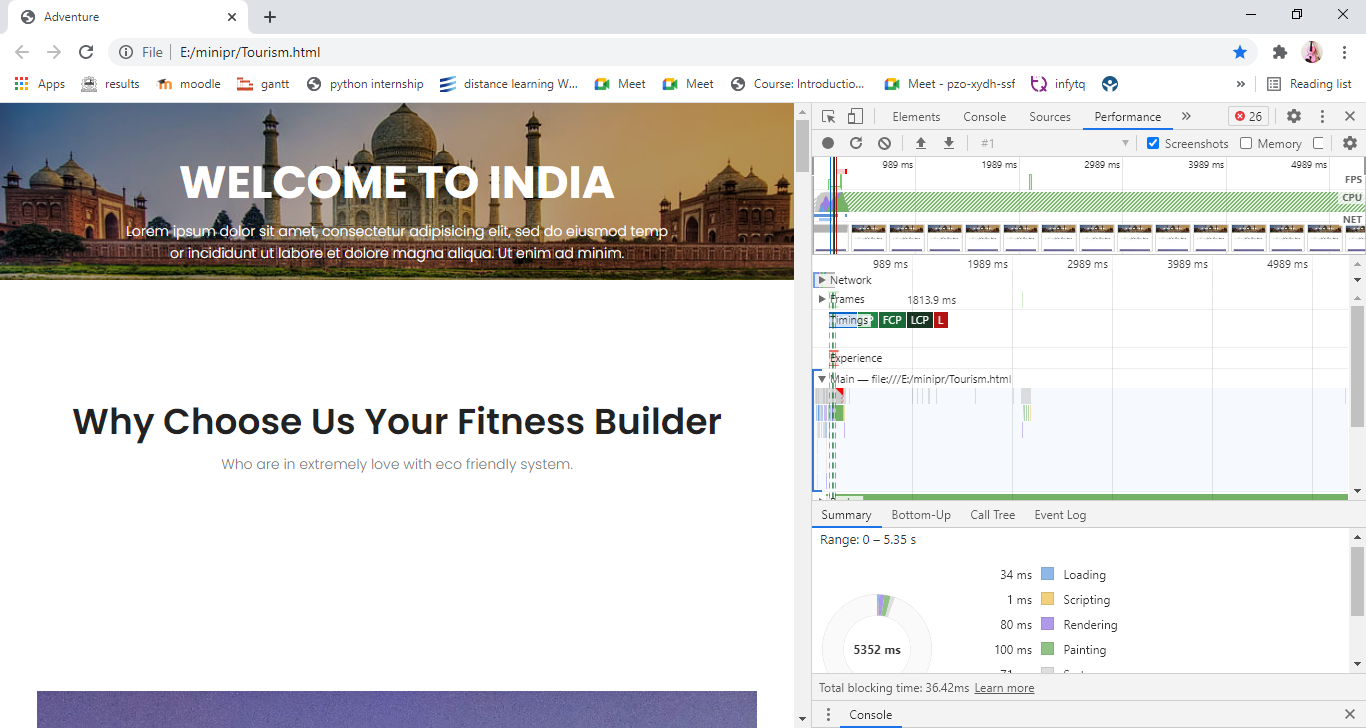 Adventure
File
E:/minipr/Tourism.html
Apps
results
moodle
gantt
python internship
distance learning W...
Meet
Meet
Course: Introductio...
Meet - pzo-xydh-ssf
infytq
»
Reading list
WELCOME TO INDIA
Lorem ipsum dolor sit amet, consectetur adipisicing elit, sed do eiusmod temp
or incididunt ut labore et dolore magna aliqua. Ut enim ad minim.
Why Choose Us Your Fitness Builder
Who are in extremely love with eco friendly system.
Elements
Console
Sources
Performance
»
26
#1
Screenshots
Memory
989 ms
1989 ms
2989 ms
3989 ms
4989 ms
FPS
CPU
NET
989 ms
1989 ms
2989 ms
3989 ms
4989 ms
Network
Frames
1813.9 ms
Timings
FCP
LCP
L
Experience
Main — file:///E:/minipr/Tourism.html
Summary
Bottom-Up
Call Tree
Event Log
Range: 0 – 5.35 s
34 ms
Loading
1 ms
Scripting
80 ms
Rendering
5352 ms
100 ms
Painting
Total blocking time: 36.42ms
Learn more
Console